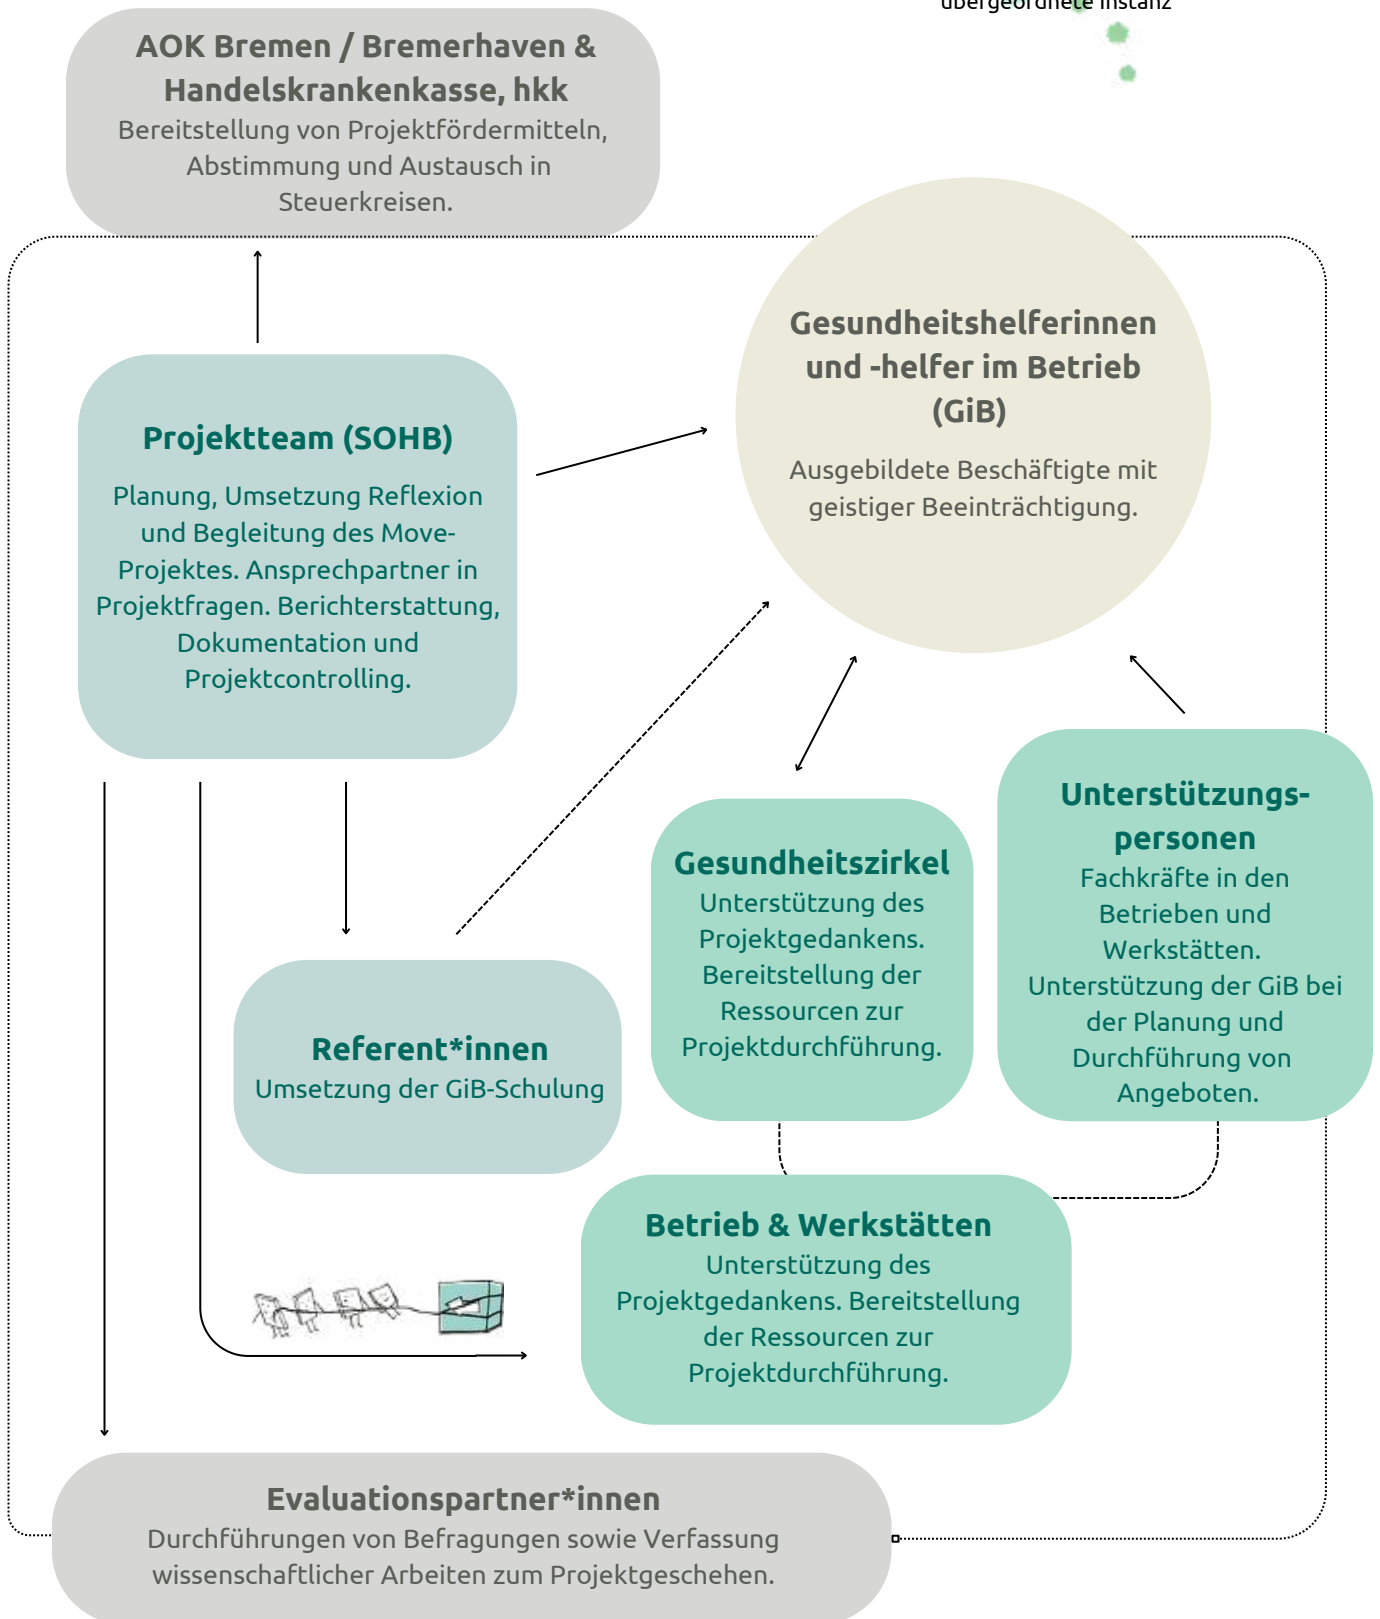 übergeordnete Instanz
AOK Bremen / Bremerhaven &
Handelskrankenkasse, hkk
Bereitstellung von Projektfördermitteln,
Abstimmung und Austausch in
Steuerkreisen.
Gesundheitshelferinnen
und -helfer im Betrieb
(GiB)
Ausgebildete Beschäftigte mit
geistiger Beeinträchtigung.
Projektteam (SOHB)
Planung, Umsetzung Reflexion
und Begleitung des Move-
Projektes. Ansprechpartner in
Projektfragen. Berichterstattung,
Dokumentation und
Projektcontrolling.
Unterstützungs-
personen
Fachkräfte in den
Betrieben und
Werkstätten.
Unterstützung der GiB bei
der Planung und
Durchführung von
Angeboten.
Gesundheitszirkel
Unterstützung des
Projektgedankens.
Bereitstellung der
Ressourcen zur
Projektdurchführung.
Referent*innen
Umsetzung der GiB-Schulung
Betrieb & Werkstätten
Unterstützung des
Projektgedankens. Bereitstellung
der Ressourcen zur
Projektdurchführung.
Evaluationspartner*innen
Durchführungen von Befragungen sowie Verfassung
wissenschaftlicher Arbeiten zum Projektgeschehen.